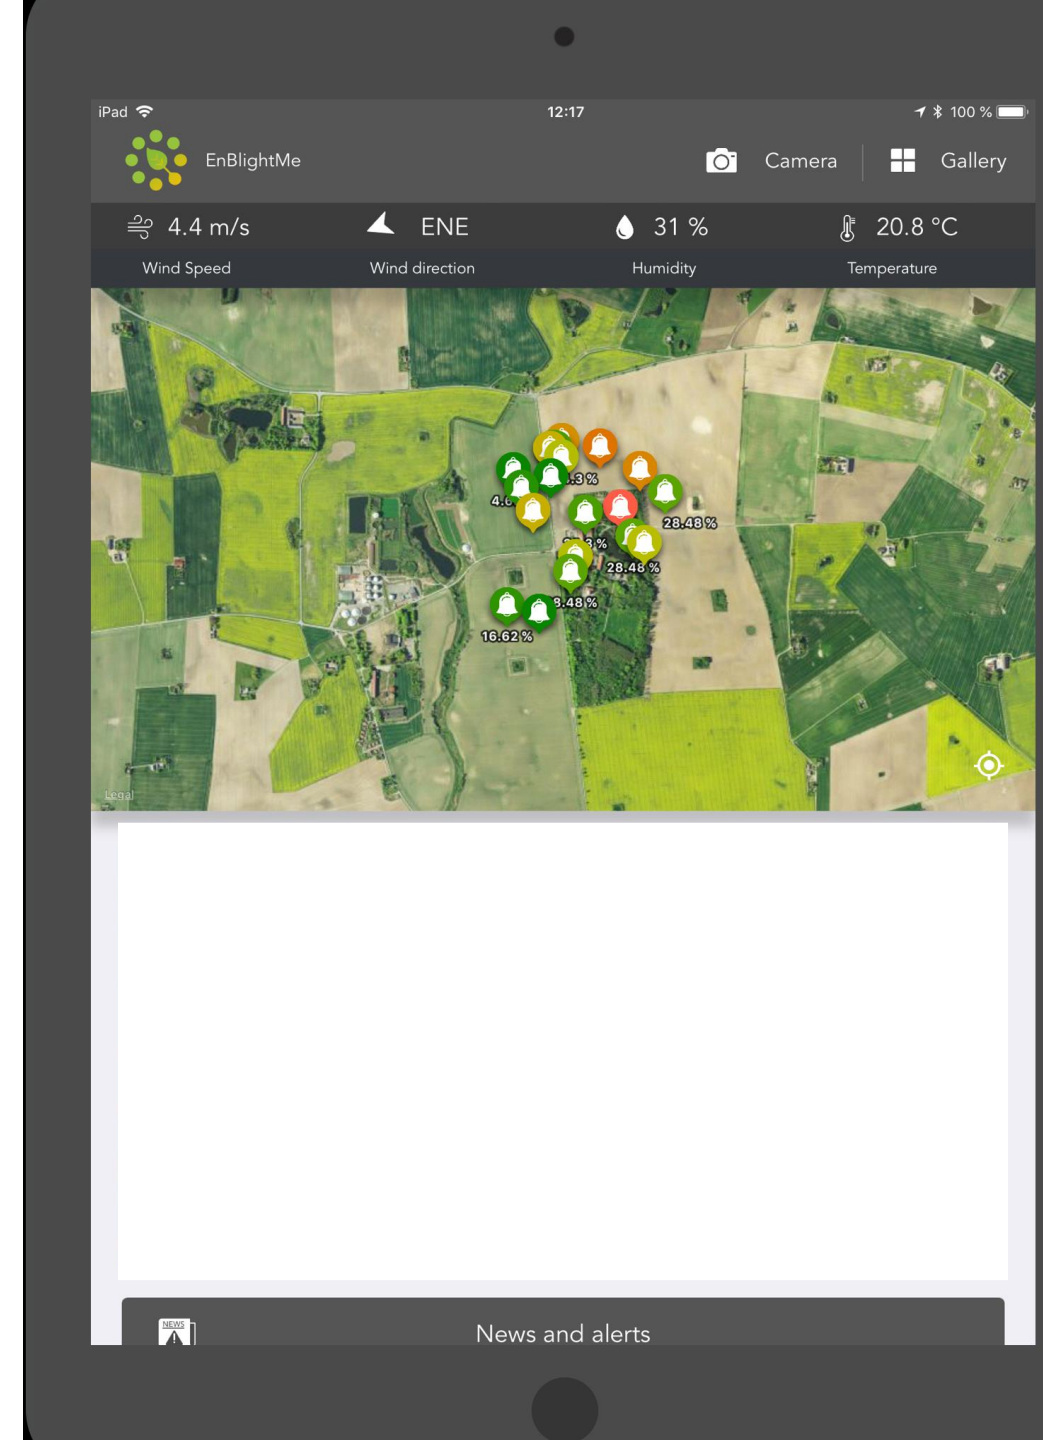 iPad 12:17 100 %
EnBlightMe Camera Gallery
4.4 m/s ENE 31 % 20.8 °C
Wind Speed Wind direction Humidity Temperature
28.48 %
28.48 %
16.62 %
Legal
NEWS
News and alerts